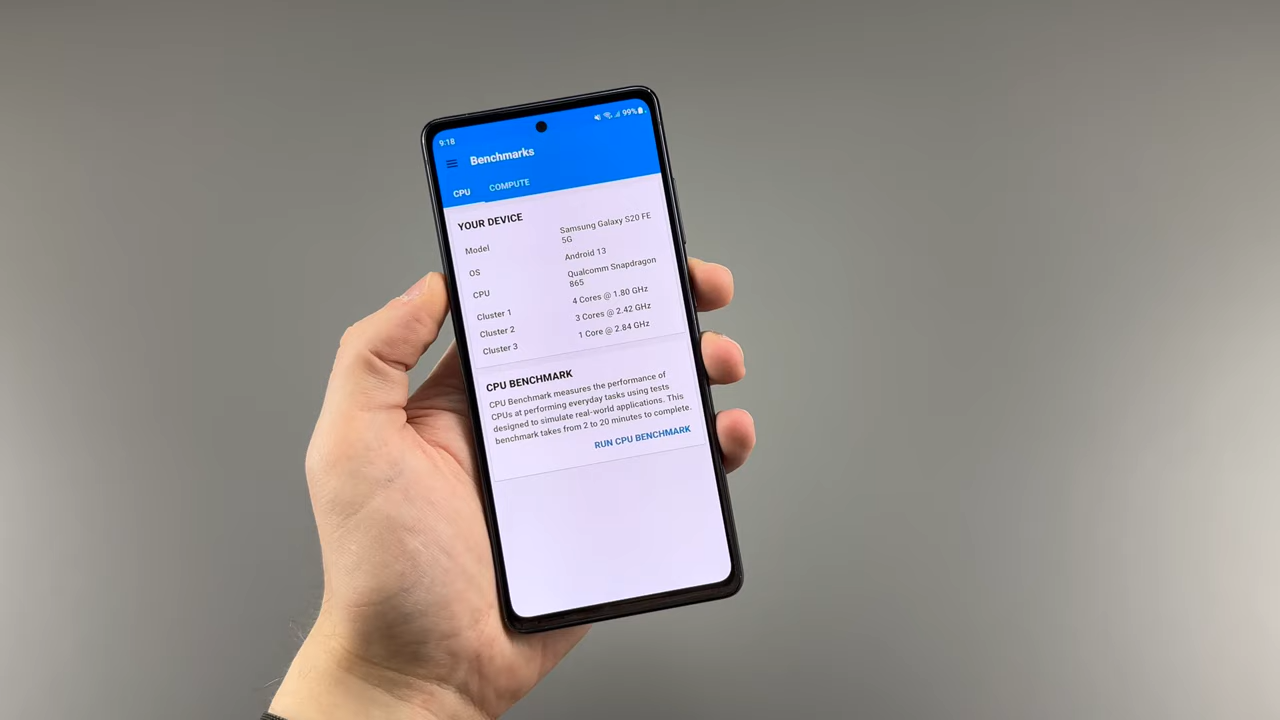 9:18
99%
Benchmarks
CPU COMPUTE
YOUR DEVICE
Model Samsung Galaxy S20 FE
5G
OS Android 13
CPU Qualcomm Snapdragon
865
Cluster 1 4 Cores @ 1.80 GHz
Cluster 2 3 Cores @ 2.42 GHz
Cluster 3 1 Core @ 2.84 GHz
CPU BENCHMARK
CPU Benchmark measures the performance of
CPUs at performing everyday tasks using tests
designed to simulate real-world applications. This
benchmark takes from 2 to 20 minutes to complete.
RUN CPU BENCHMARK